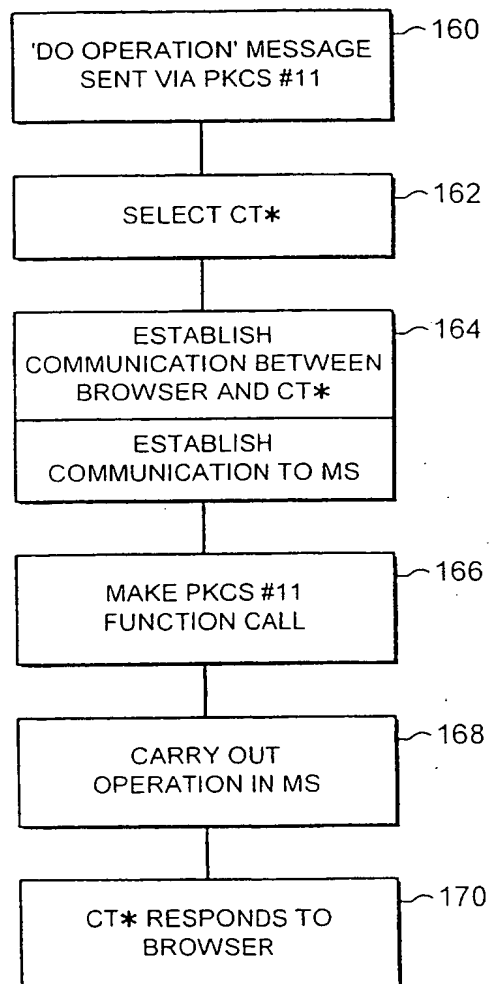 'DO OPERATION' MESSAGE
SENT VIA PKCS #11
160
SELECT CT*
162
ESTABLISH
COMMUNICATION BETWEEN
BROWSER AND CT*
164
ESTABLISH
COMMUNICATION TO MS
MAKE PKCS #11
FUNCTION CALL
166
CARRY OUT
OPERATION IN MS
168
CT* RESPONDS TO
BROWSER
170